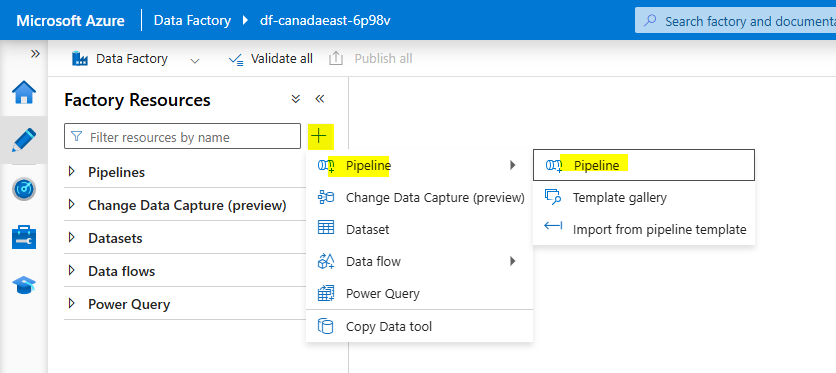 Microsoft Azure Data Factory df-canadaeast-6p98v Search factory and documenta
Data Factory Validate all Publish all
Factory Resources
Filter resources by name
Pipelines
Change Data Capture (preview)
Datasets
Data flows
Power Query
Pipeline
Change Data Capture (preview)
Dataset
Data flow
Power Query
Copy Data tool
Pipeline
Template gallery
Import from pipeline template